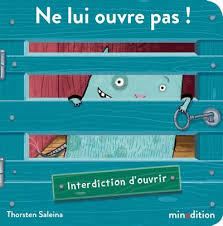 Ne lui ouvre pas !
Interdiction d'ouvrir
Thorsten Saleina
minedition